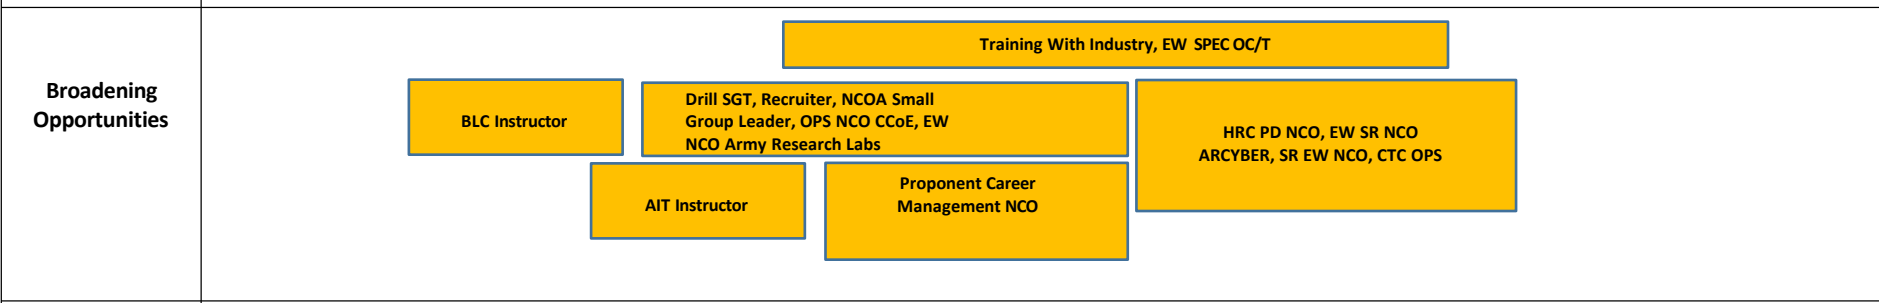 Broadening
Opportunities
Training With Industry, EW SPEC OC/T
BLC Instructor
Drill SGT, Recruiter, NCOA Small
Group Leader, OPS NCO CCoE, EW
NCO Army Research Labs
HRC PD NCO, EW SR NCO
ARCYBER, SR EW NCO, CTC OPS
AIT Instructor
Proponent Career
Management NCO